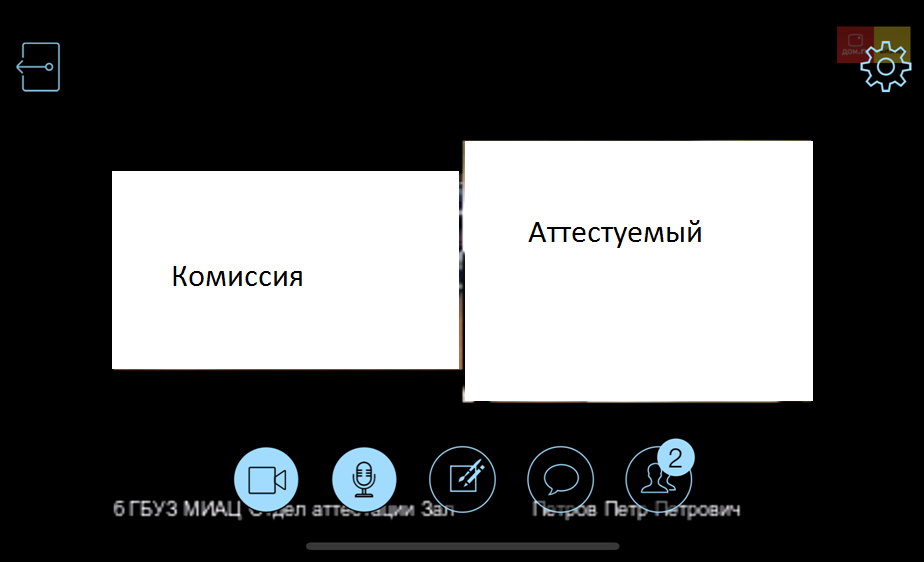 Аттестуемый
Комиссия
2
6 ГБУЗ МИАЦ Отдел аттестации Зал
Петров Петр Петрович